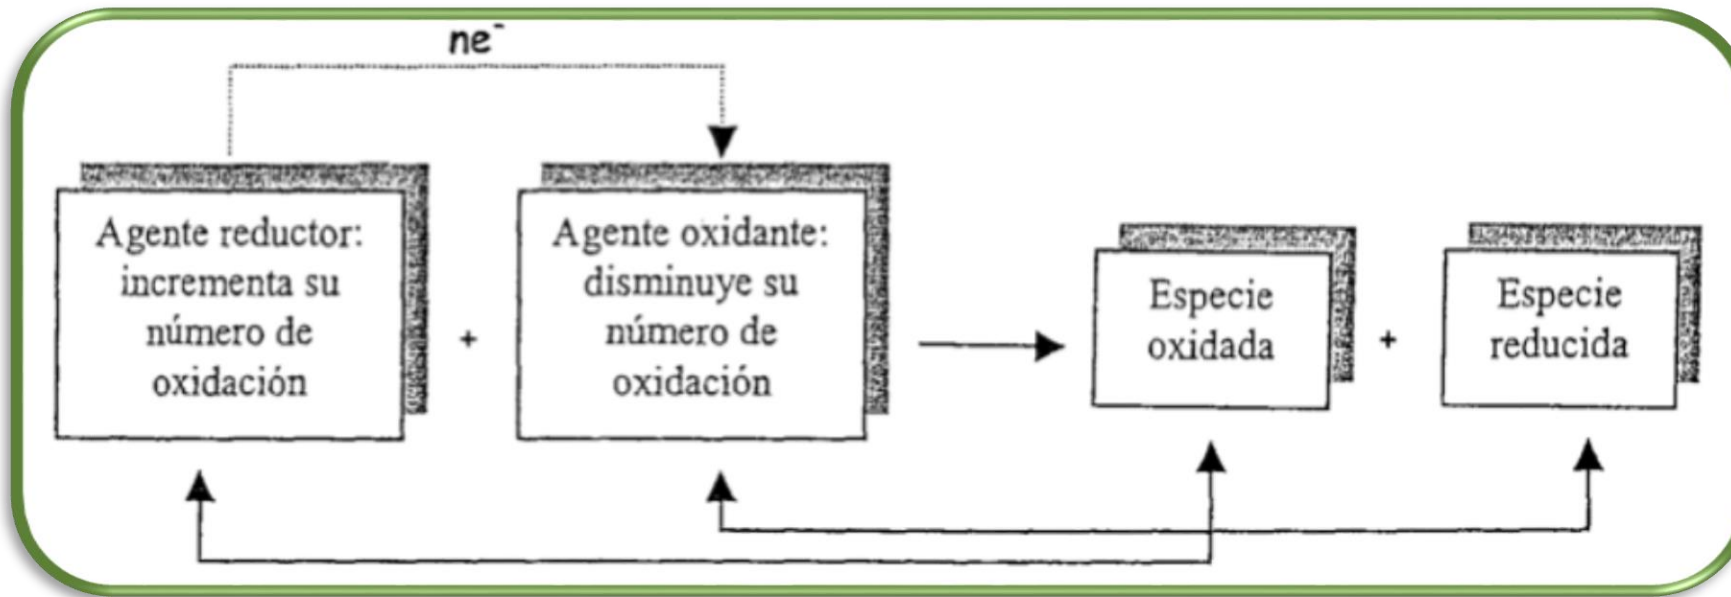 ne⁻
Agente reductor:
incrementa su
número de
oxidación
+
Agente oxidante:
disminuye su
número de
oxidación
Especie
oxidada
+
Especie
reducida